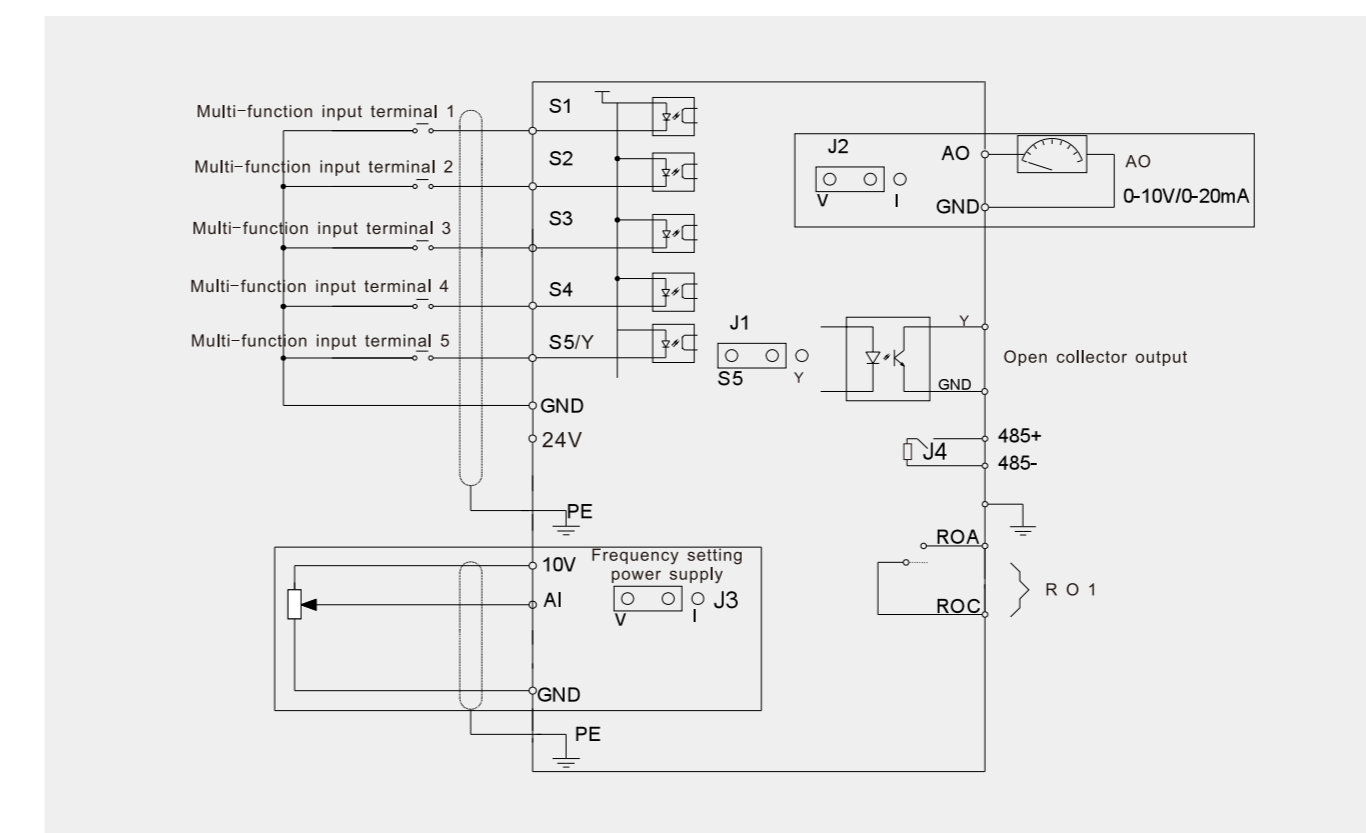 Multi-function input terminal 1
S1
Multi-function input terminal 2
S2
Multi-function input terminal 3
S3
Multi-function input terminal 4
S4
Multi-function input terminal 5
S5/Y
GND
24V
PE
J1
S5
Y
J2
V
I
AO
GND
AO
0-10V/0-20mA
Y
GND
Open collector output
J4
485+
485-
ROA
ROC
RO1
10V
AI
GND
PE
Frequency setting
power supply
J3
V
I